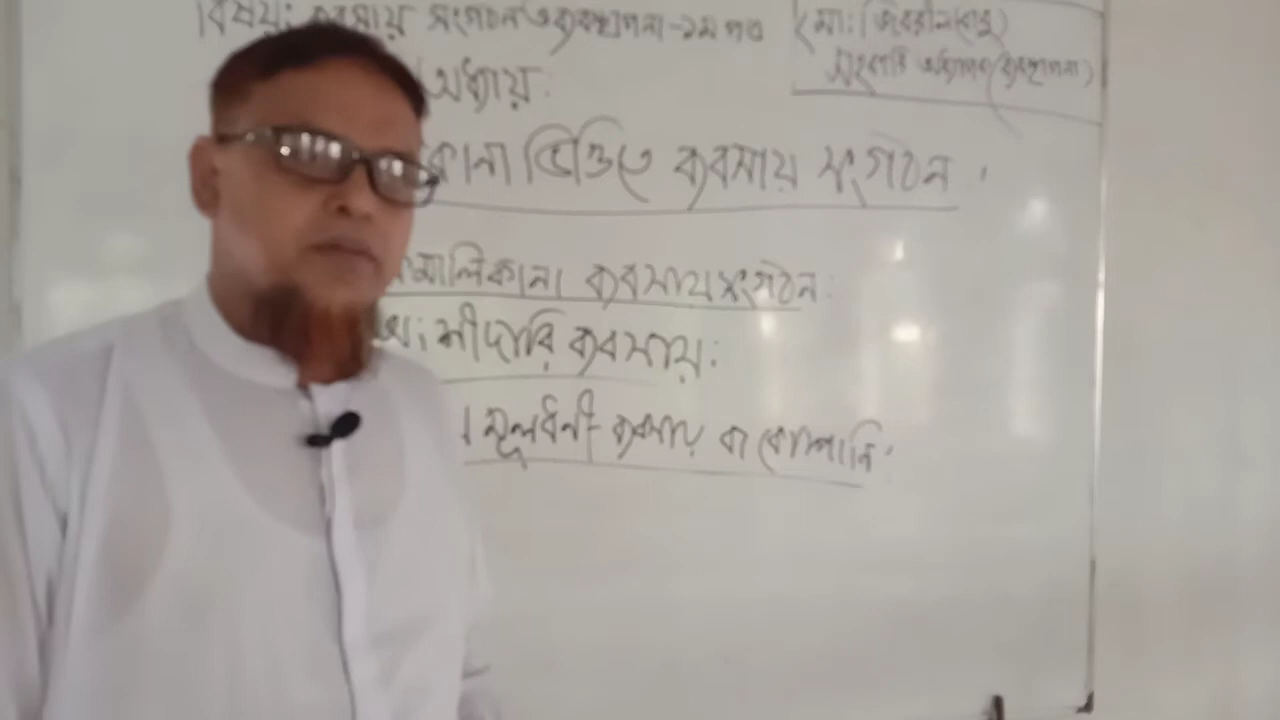 বিষয়: ব্যবসায় সংগঠন ও ব্যবস্থাপনা-১ম পত্র
(মো: জিবরীল
সহকারী অধ্যাপক (ব্যবস্থাপনা)
অধ্যায়:
কানা ভিত্তিতে ব্যবসায় সংগঠন।
মালিকানা ব্যবসায় সংগঠন:
অংশীদারি ব্যবসায়:
। মূলধনী- ব্যবসায় বা কোম্পানি: